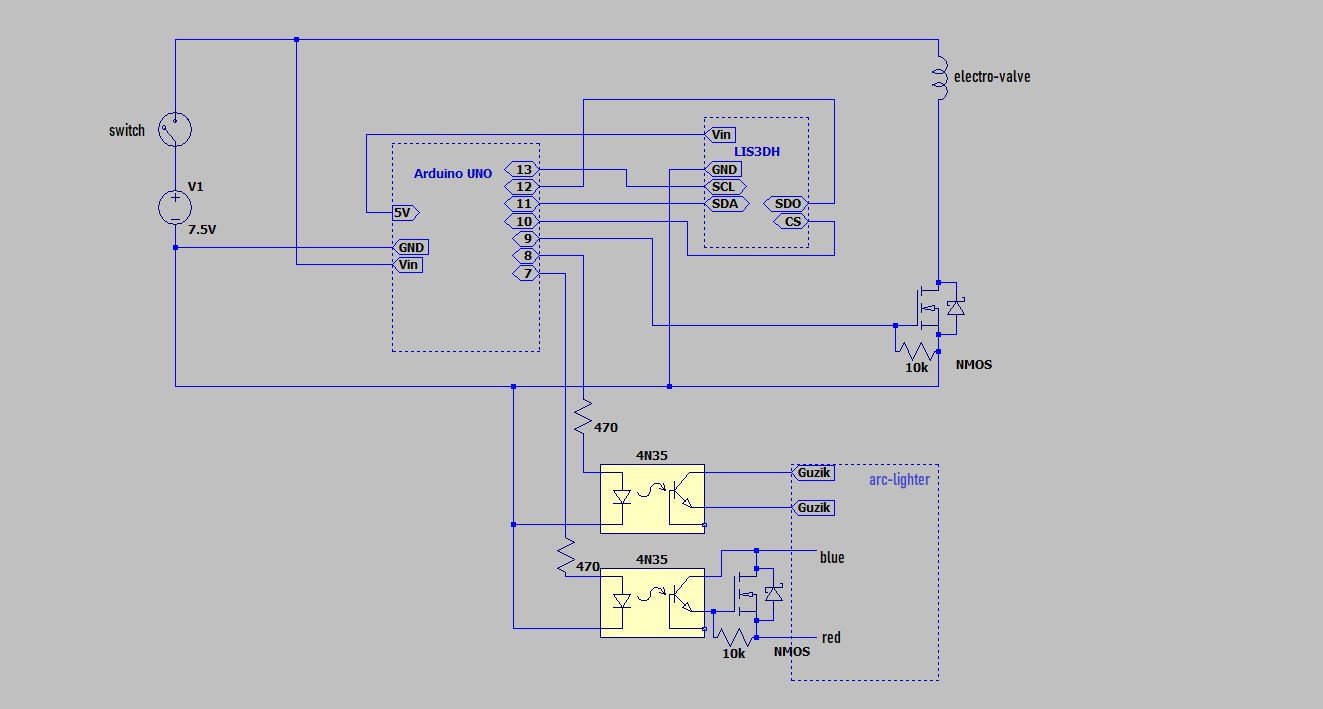 electro-valve
switch
Vin
LIS3DH
Arduino UNO
13
GND
12
SCL
V1
11
SDA
SDO
5V
10
CS
7.5V
9
GND
8
Vin
7
10k
NMOS
470
4N35
Guzik
arc-lighter
Guzik
4N35
blue
470
red
10k
NMOS